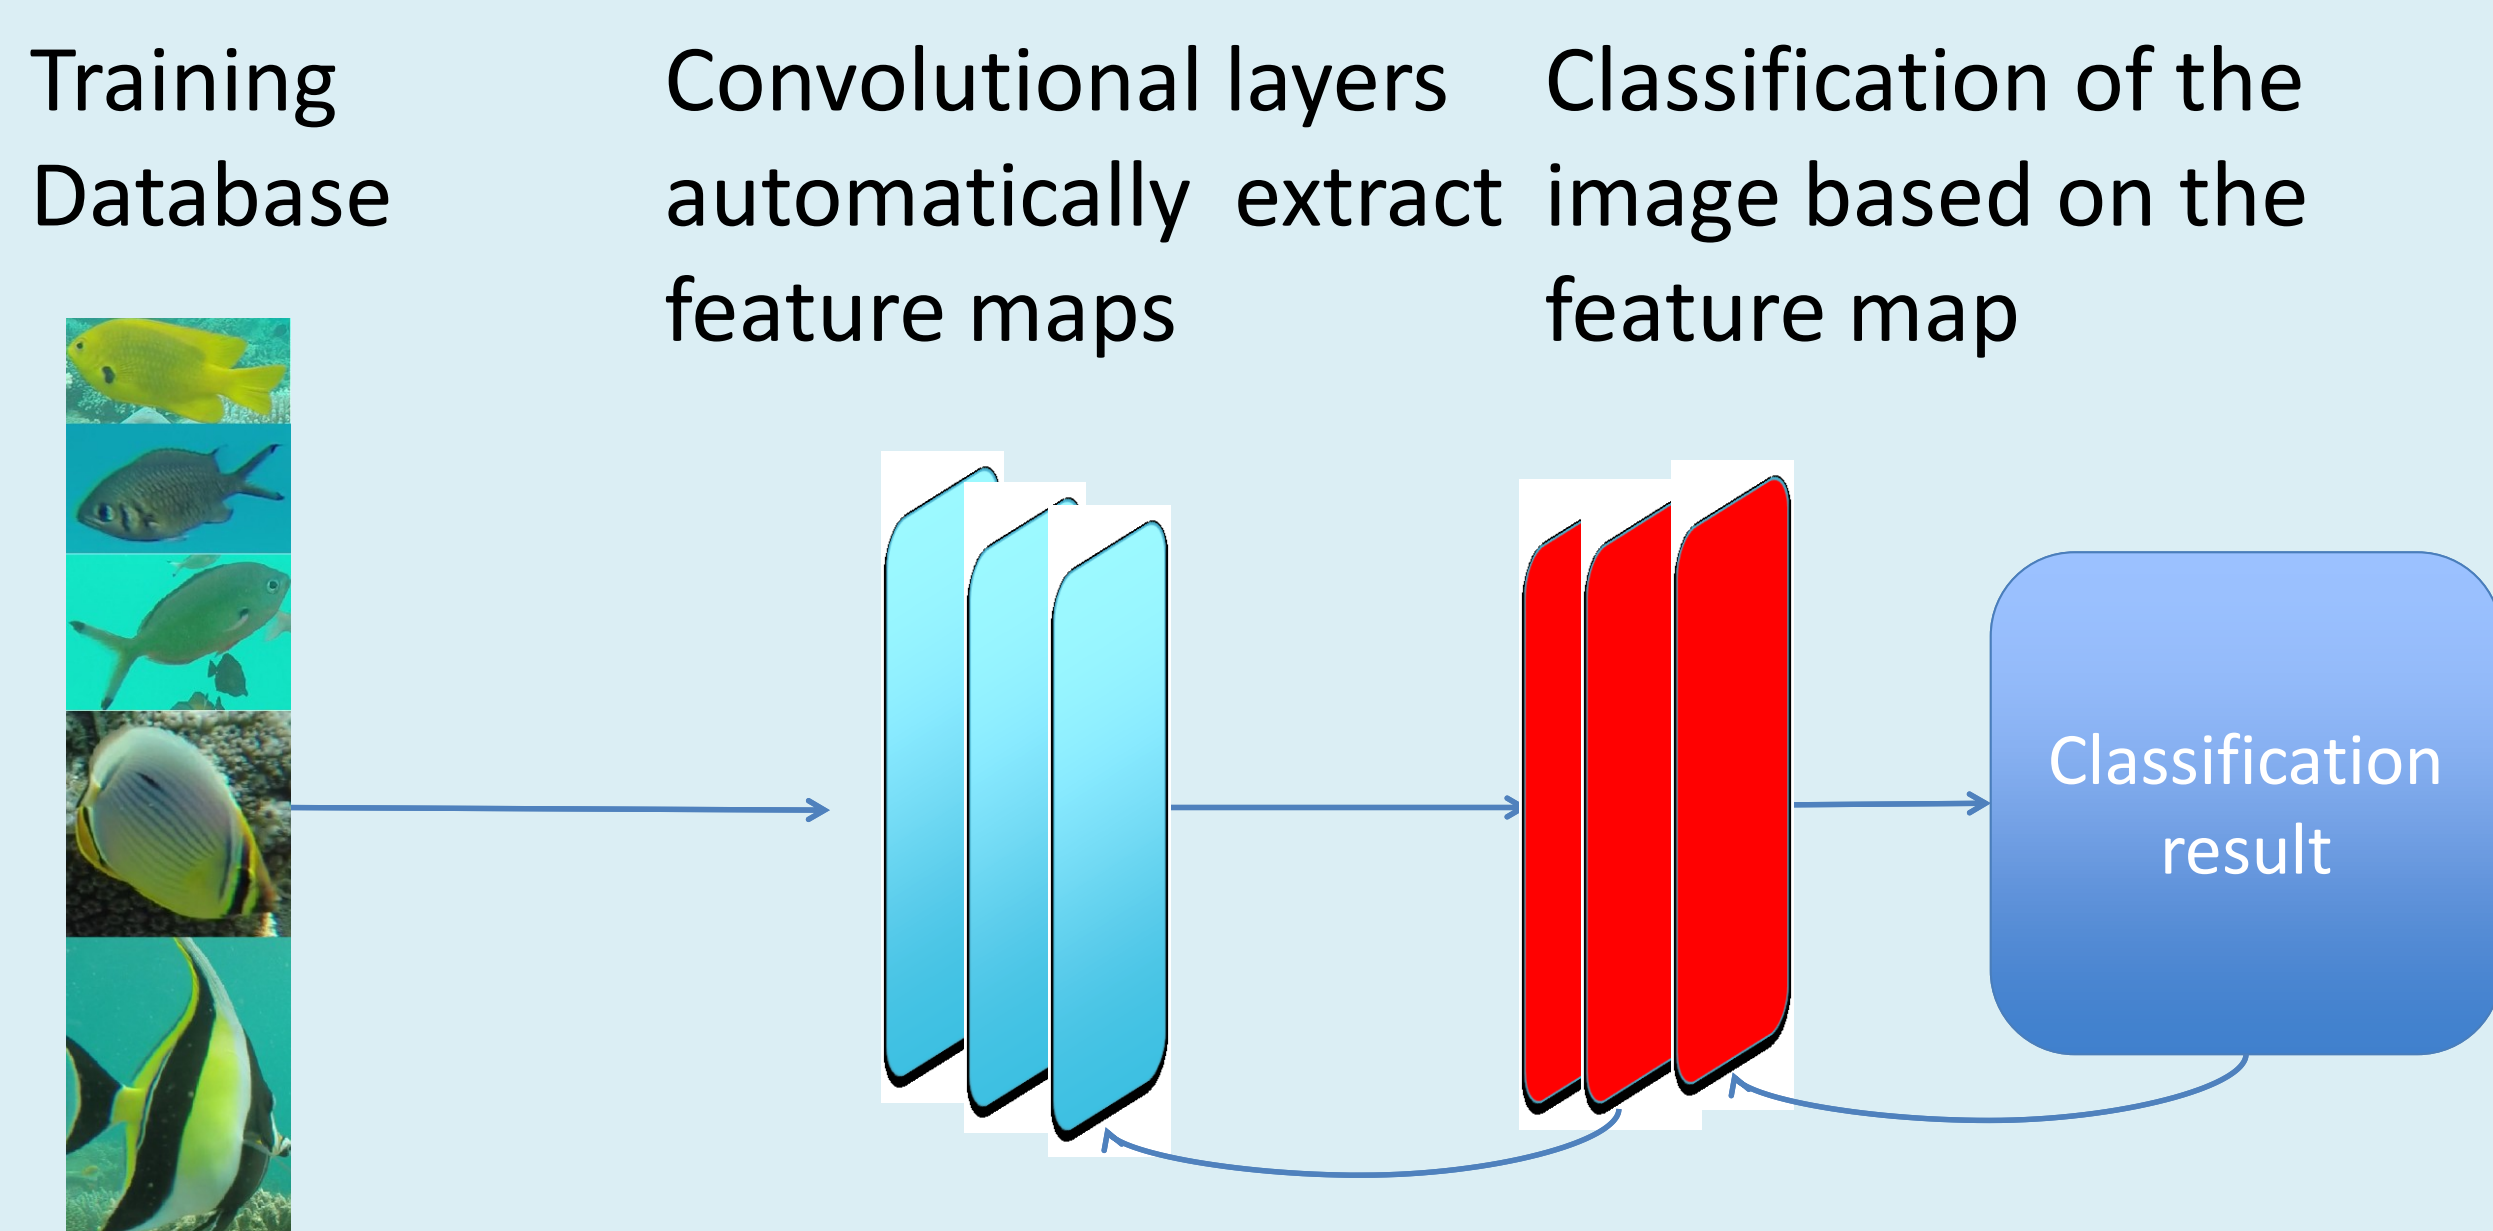 Training
Database
Convolutional layers
automatically  extract
feature maps
Classification of the
image based on the
feature map
Classification
result